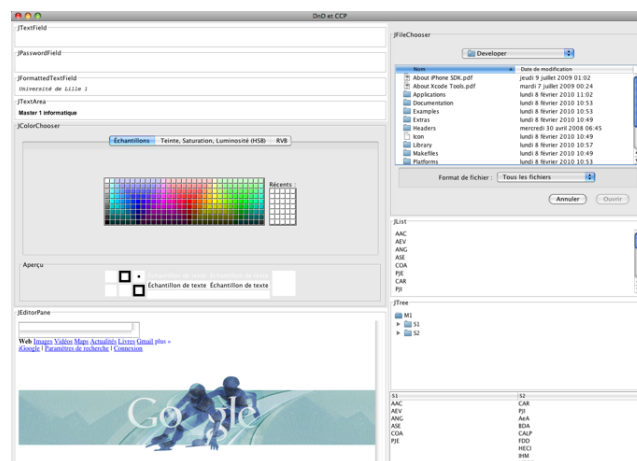 DnD et CCP
JTextField
JPasswordField
JFormattedTextField
Université de Lille 1
JTextArea
Master 1 informatique
JColorChooser
Échantillons Teinte, Saturation, Luminosité (HSB) RVB
Récents :
Aperçu
Échantillon de texte Échantillon de texte
Échantillon de texte Échantillon de texte
JEditorPane
Web Images Vidéos Maps Actualités Livres Gmail plus »
iGoogle | Paramètres de recherche | Connexion
Google
JFileChooser
Developer
Nom Date de modification
About iPhone SDK.pdf jeudi 9 juillet 2009 01:02
About Xcode Tools.pdf mardi 7 juillet 2009 00:24
Applications lundi 8 février 2010 11:02
Documentation lundi 8 février 2010 10:53
Examples lundi 8 février 2010 10:53
Extras lundi 8 février 2010 10:49
Headers mercredi 30 avril 2008 06:45
Icon lundi 8 février 2010 10:49
Library lundi 8 février 2010 10:57
Makefiles lundi 8 février 2010 10:49
Platforms lundi 8 février 2010 10:53
Format de fichier : Tous les fichiers
Annuler Ouvrir
JList
AAC
AEV
ANG
ASE
COA
PJE
CAR
PJI
JTree
M1
S1
S2
S1 S2
AAC CAR
AEV PJI
ANG AeA
ASE BDA
COA CALP
PJE FDD
HECI
IHM